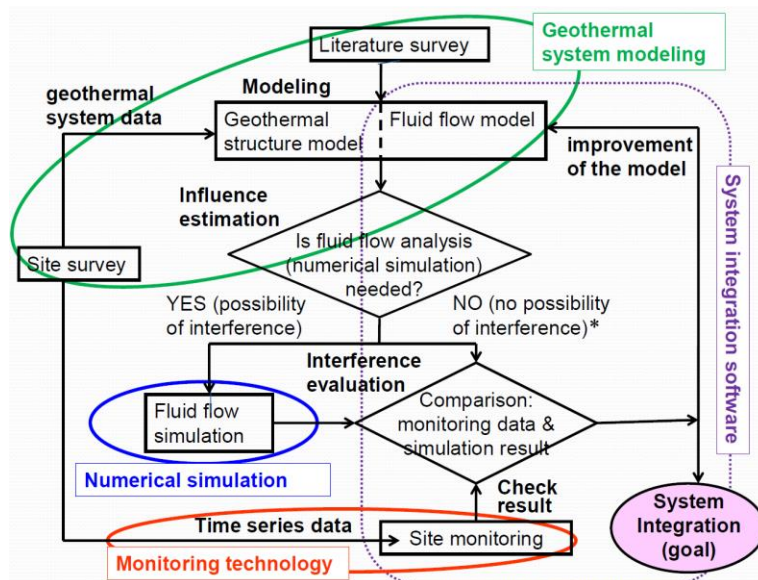 Literature survey
Geothermal
system modeling
Modeling
geothermal
system data
Geothermal
structure model
Fluid flow model
improvement
of the model
System integration software
Influence
estimation
Is fluid flow analysis
(numerical simulation)
needed?
Site survey
YES (possibility
of interference)
NO (no possibility
of interference)*
Interference
evaluation
Fluid flow
simulation
Comparison:
monitoring data &
simulation result
Numerical simulation
Check
result
System
Integration
(goal)
Time series data
Site monitoring
Monitoring technology